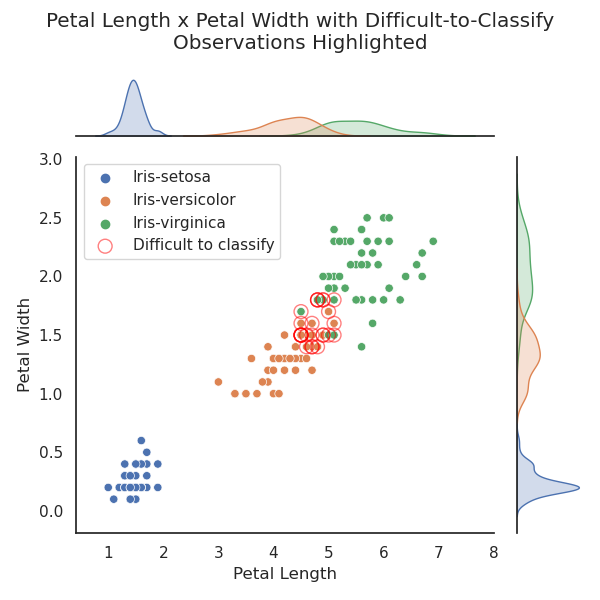 Petal Length x Petal Width with Difficult-to-Classify
Observations Highlighted
Iris-setosa
Iris-versicolor
Iris-virginica
Difficult to classify
3.0
2.5
2.0
1.5
1.0
0.5
0.0
Petal Width
1 2 3 4 5 6 7 8
Petal Length